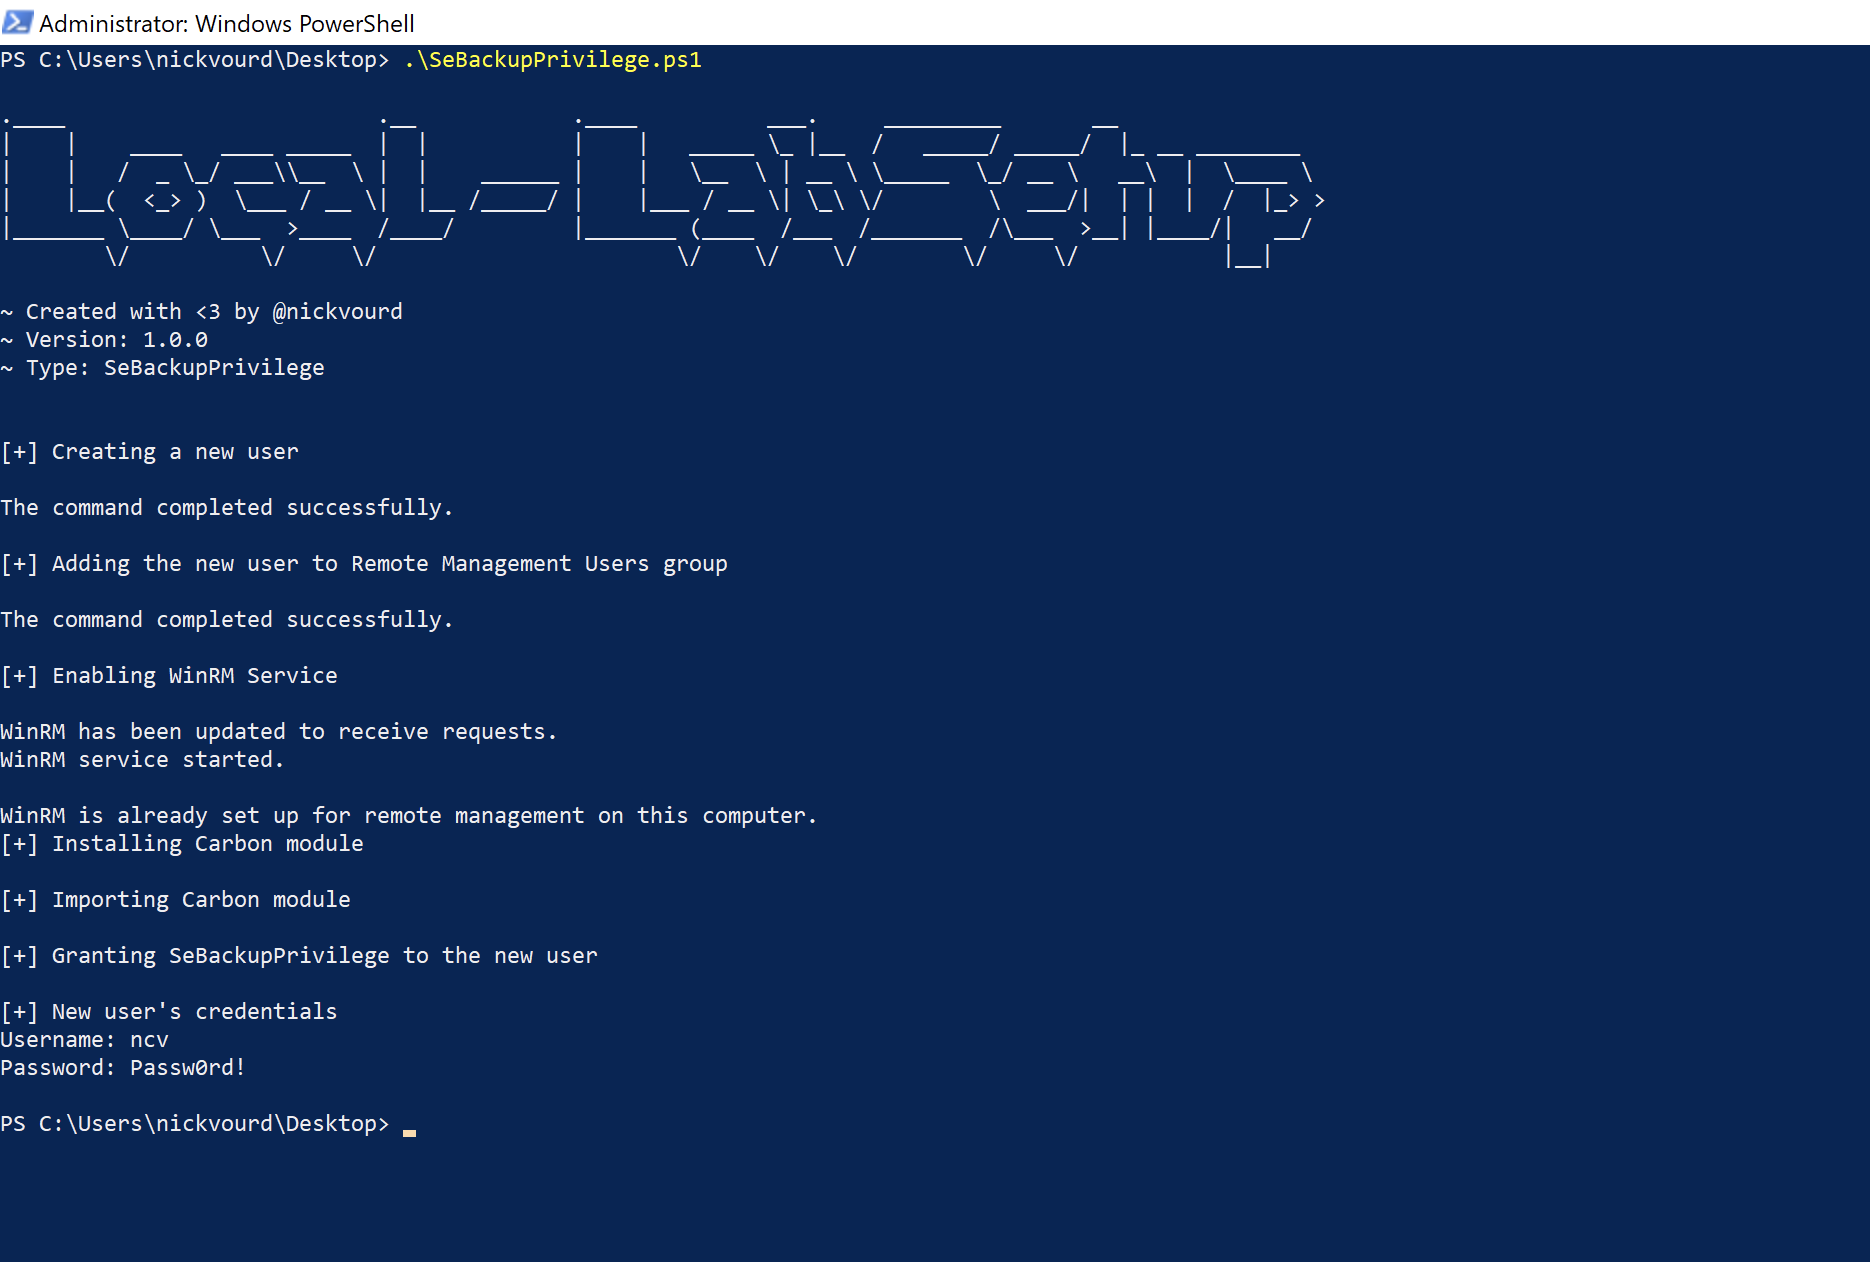 Administrator: Windows PowerShell
PS C:\Users\nickvourd\Desktop> .\SeBackupPrivilege.ps1
Local-LabSetup
~ Created with <3 by @nickvourd
~ Version: 1.0.0
~ Type: SeBackupPrivilege
[+] Creating a new user
The command completed successfully.
[+] Adding the new user to Remote Management Users group
The command completed successfully.
[+] Enabling WinRM Service
WinRM has been updated to receive requests.
WinRM service started.
WinRM is already set up for remote management on this computer.
[+] Installing Carbon module
[+] Importing Carbon module
[+] Granting SeBackupPrivilege to the new user
[+] New user's credentials
Username: ncv
Password: Passw0rd!
PS C:\Users\nickvourd\Desktop>